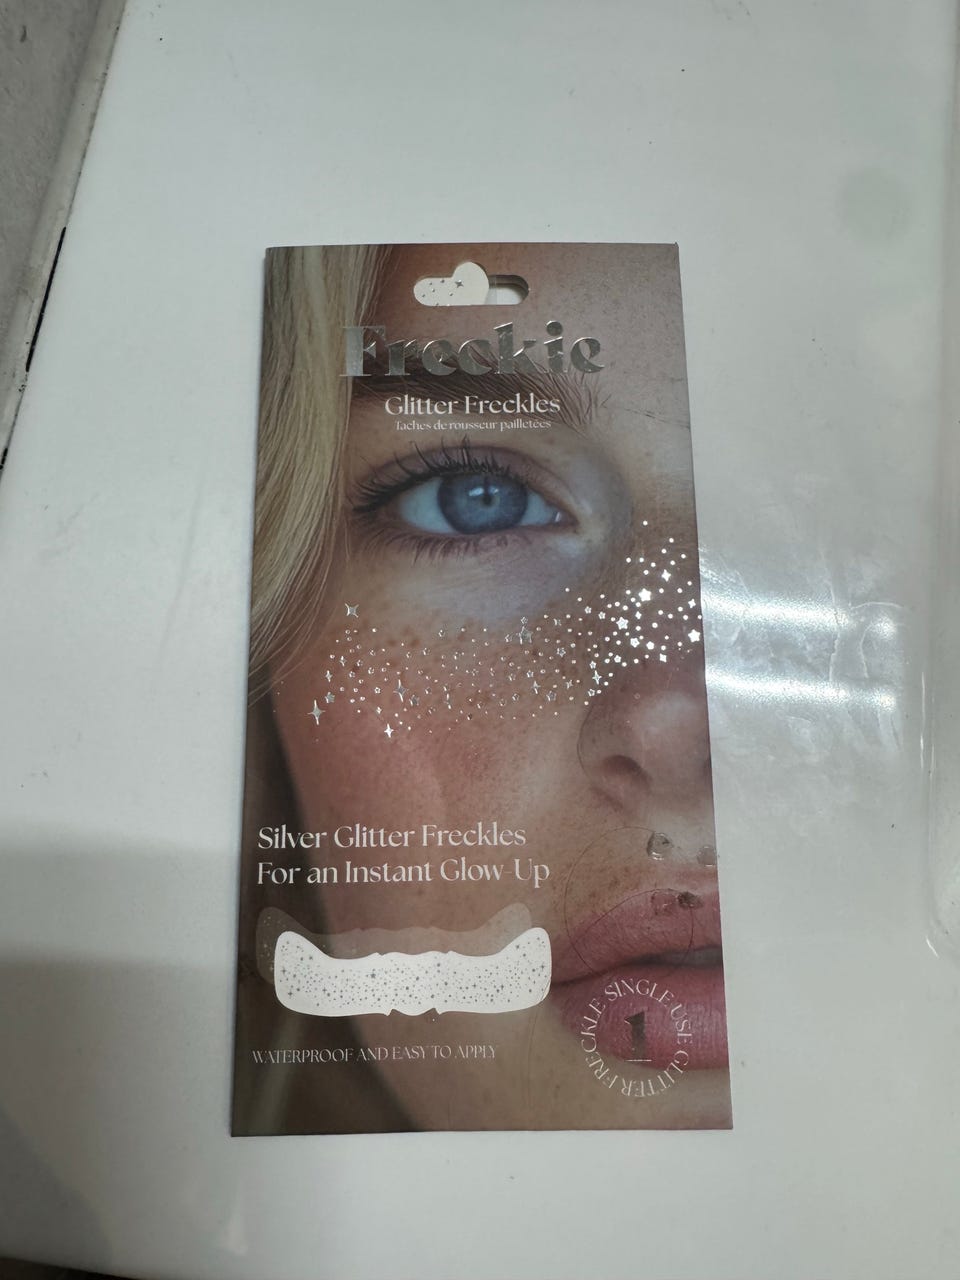 Freckie
Glitter Freckles
Taches de rousseur pailletées
Silver Glitter Freckles
For an Instant Glow-Up
WATERPROOF AND EASY TO APPLY
SINGLE-USE GLITTER FRECKLE
1